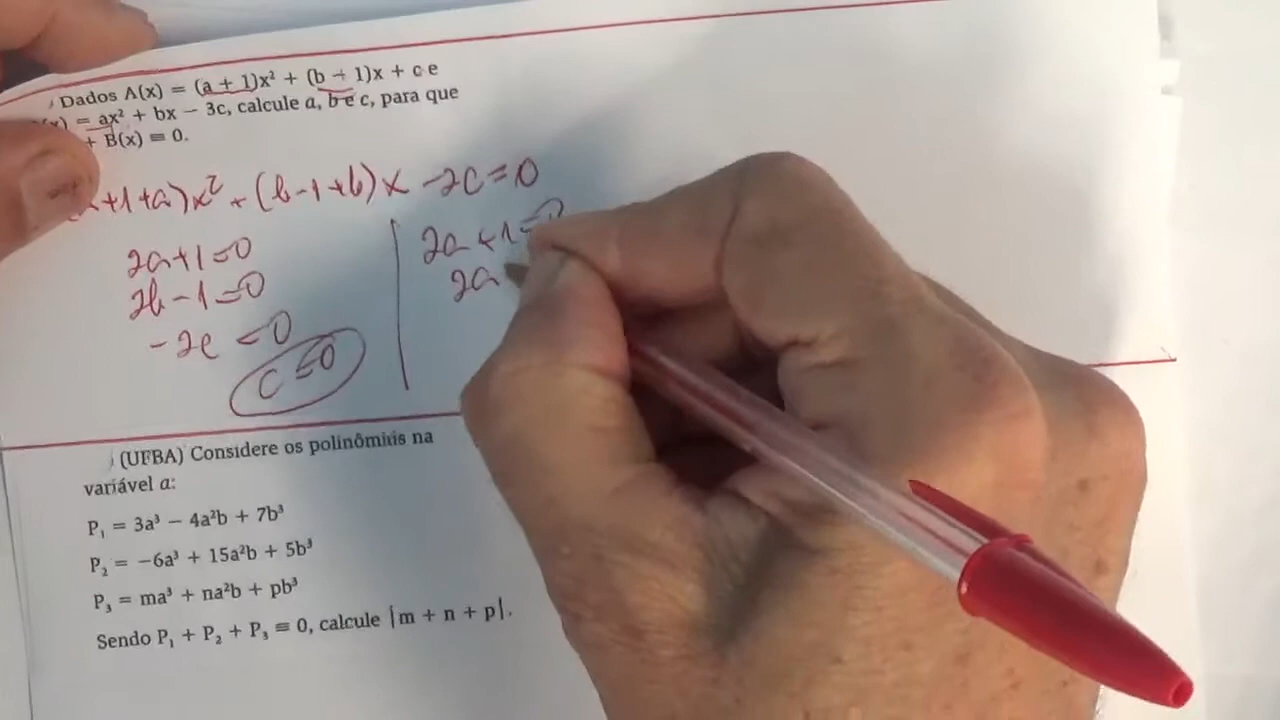 Dados A(x) = (a + 1)x² + (b − 1)x + c e
(x) = ax² + bx − 3c, calcule a, b e c, para que
+ B(x) ≡ 0.
+1+a)x² + (b-1+b)x -2c=0
2a+1=0
2b-1=0
-2c=0
c=0
2a+1=0
2a
(UFBA) Considere os polinômios na
variável a:
P₁ = 3a³ − 4a²b + 7b³
P₂ = −6a³ + 15a²b + 5b³
P₃ = ma³ + na²b + pb³
Sendo P₁ + P₂ + P₃ ≡ 0, calcule |m + n + p|.